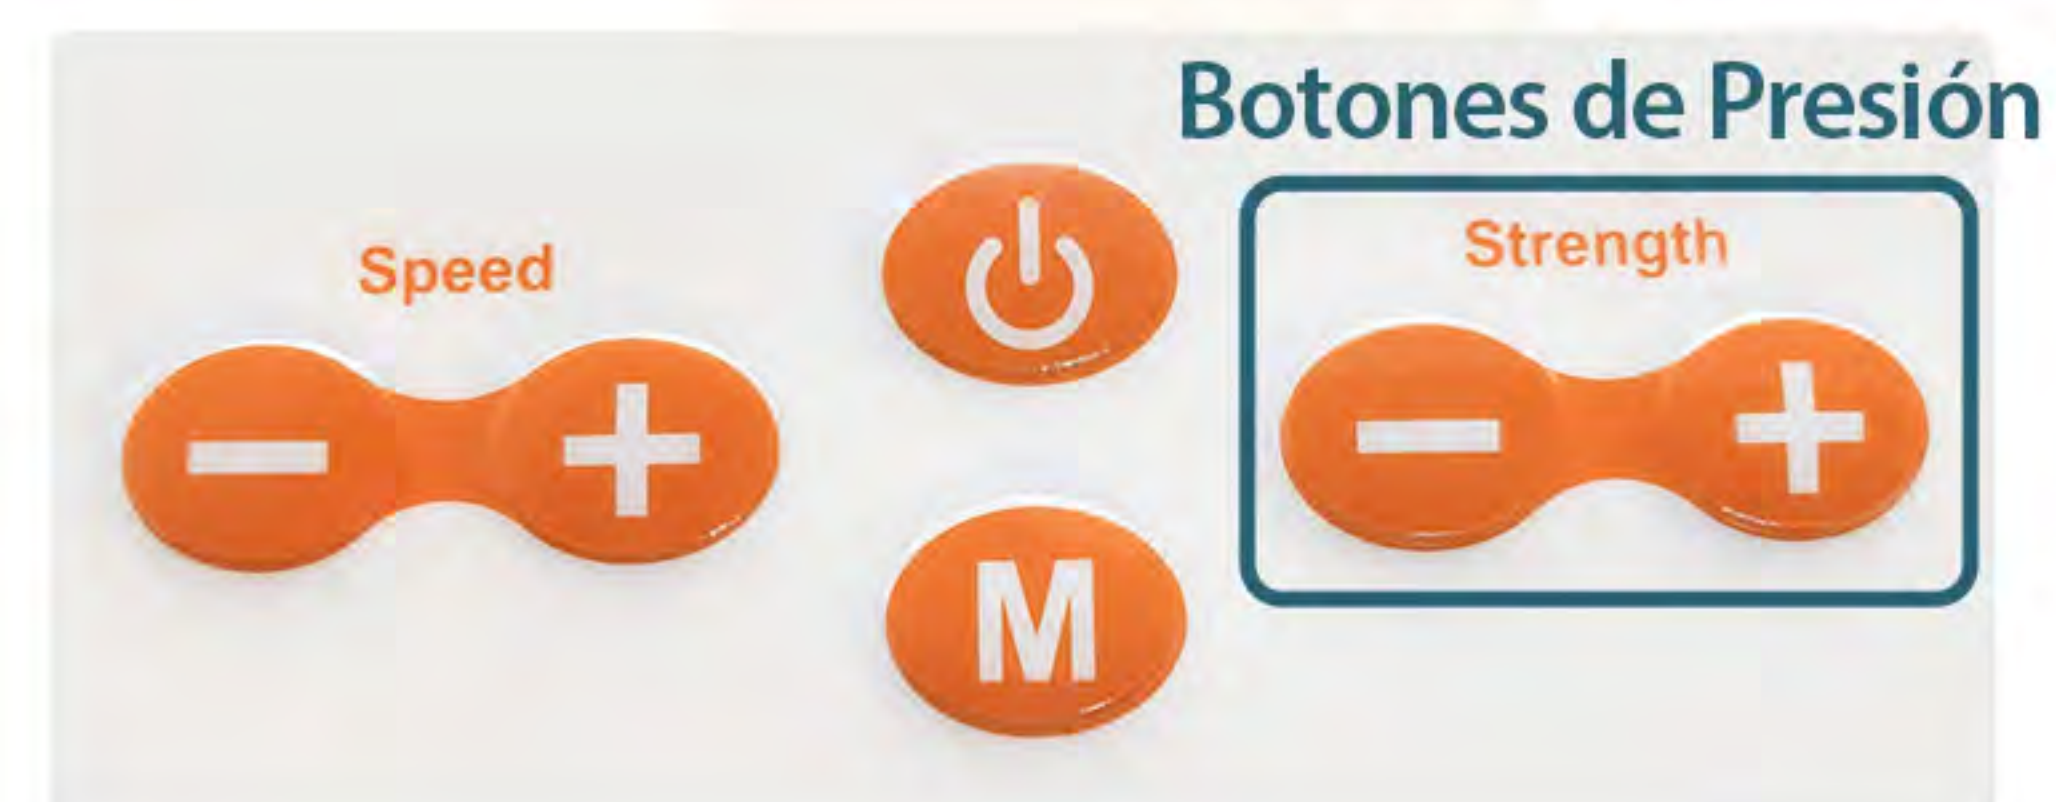 Botones de Presión
Speed
Strength
− +
− +
M